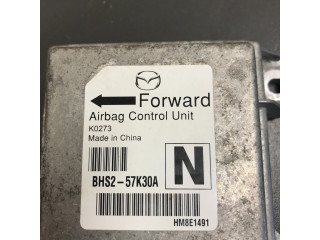 Forward
Airbag Control Unit
K0273
Made in China
N
BHS2-57K30A
HM8E1491